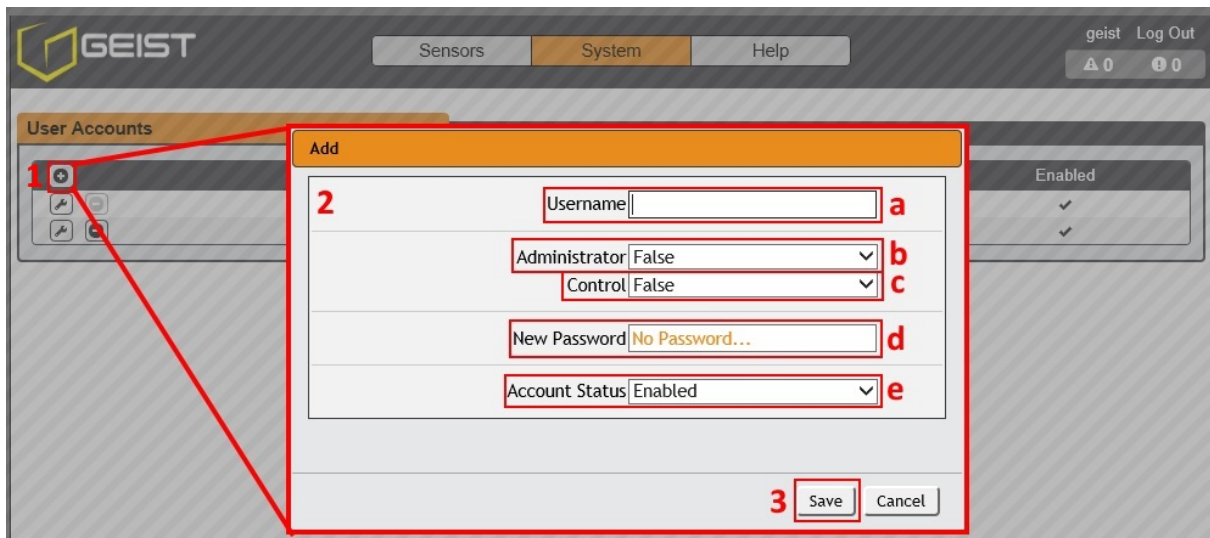 GEIST
Sensors System Help
geist Log Out
0 0
User Accounts
Add
1
Enabled
2 Username a
Administrator False b
Control False c
New Password No Password... d
Account Status Enabled e
3 Save Cancel